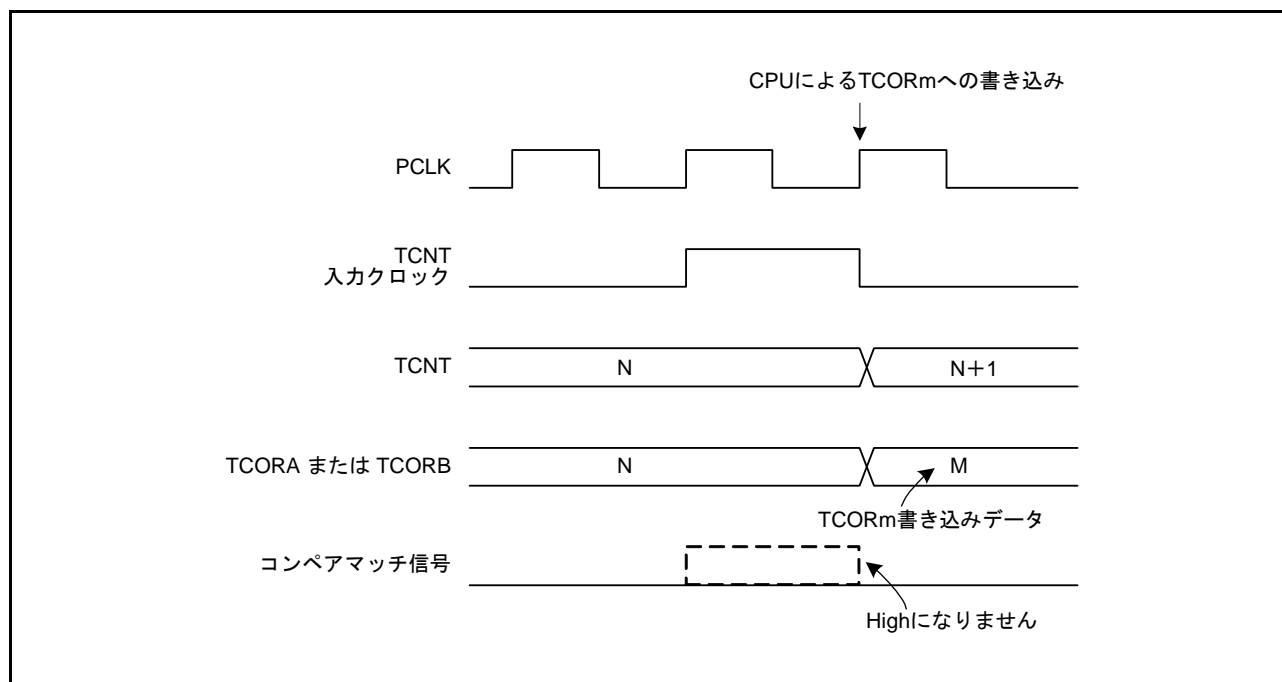 CPUによるTCORmへの書き込み
PCLK
TCNT
入力クロック
TCNT
N
N+1
TCORA または TCORB
N
M
TCORm書き込みデータ
コンペアマッチ信号
Highになりません